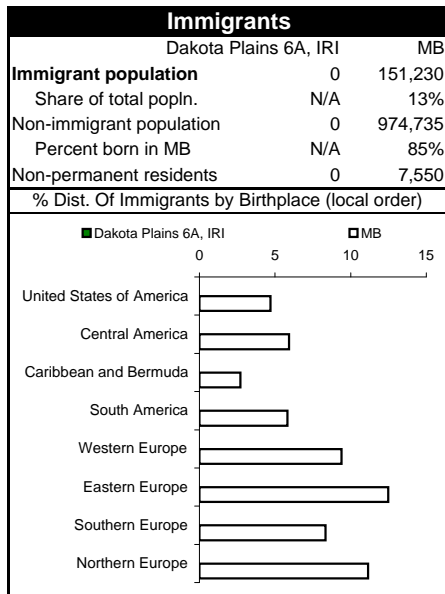 Immigrants
Dakota Plains 6A, IRI MB
Immigrant population 0 151,230
Share of total popln. N/A 13%
Non-immigrant population 0 974,735
Percent born in MB N/A 85%
Non-permanent residents 0 7,550
% Dist. Of Immigrants by Birthplace (local order)
Dakota Plains 6A, IRI MB
0 5 10 15
United States of America
Central America
Caribbean and Bermuda
South America
Western Europe
Eastern Europe
Southern Europe
Northern Europe